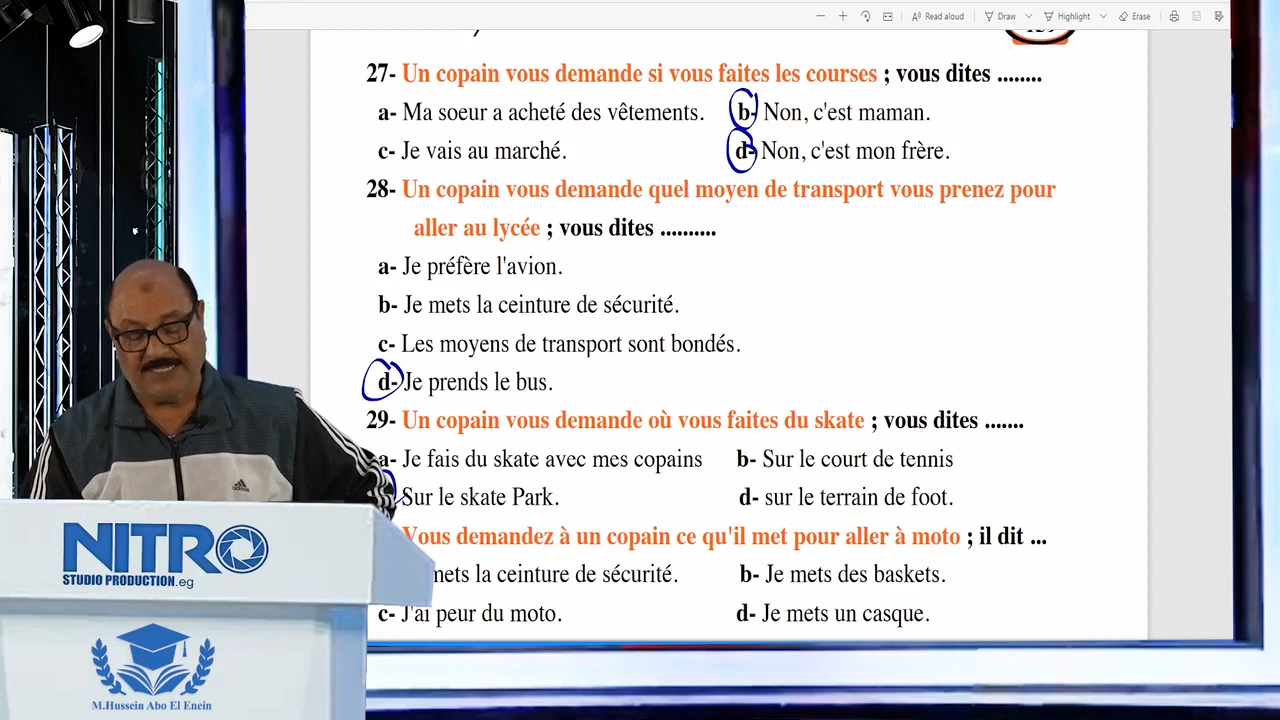 Read aloud
Draw
Highlight
Erase
27- Un copain vous demande si vous faites les courses ; vous dites ........
a- Ma soeur a acheté des vêtements. b- Non, c'est maman.
c- Je vais au marché. d- Non, c'est mon frère.
28- Un copain vous demande quel moyen de transport vous prenez pour
aller au lycée ; vous dites ..........
a- Je préfère l'avion.
b- Je mets la ceinture de sécurité.
c- Les moyens de transport sont bondés.
d- Je prends le bus.
29- Un copain vous demande où vous faites du skate ; vous dites .......
a- Je fais du skate avec mes copains b- Sur le court de tennis
Sur le skate Park. d- sur le terrain de foot.
Vous demandez à un copain ce qu'il met pour aller à moto ; il dit ...
mets la ceinture de sécurité. b- Je mets des baskets.
c- J'ai peur du moto. d- Je mets un casque.
adidas
NITRO
STUDIO PRODUCTION.eg
M.Hussein Abo El Enein